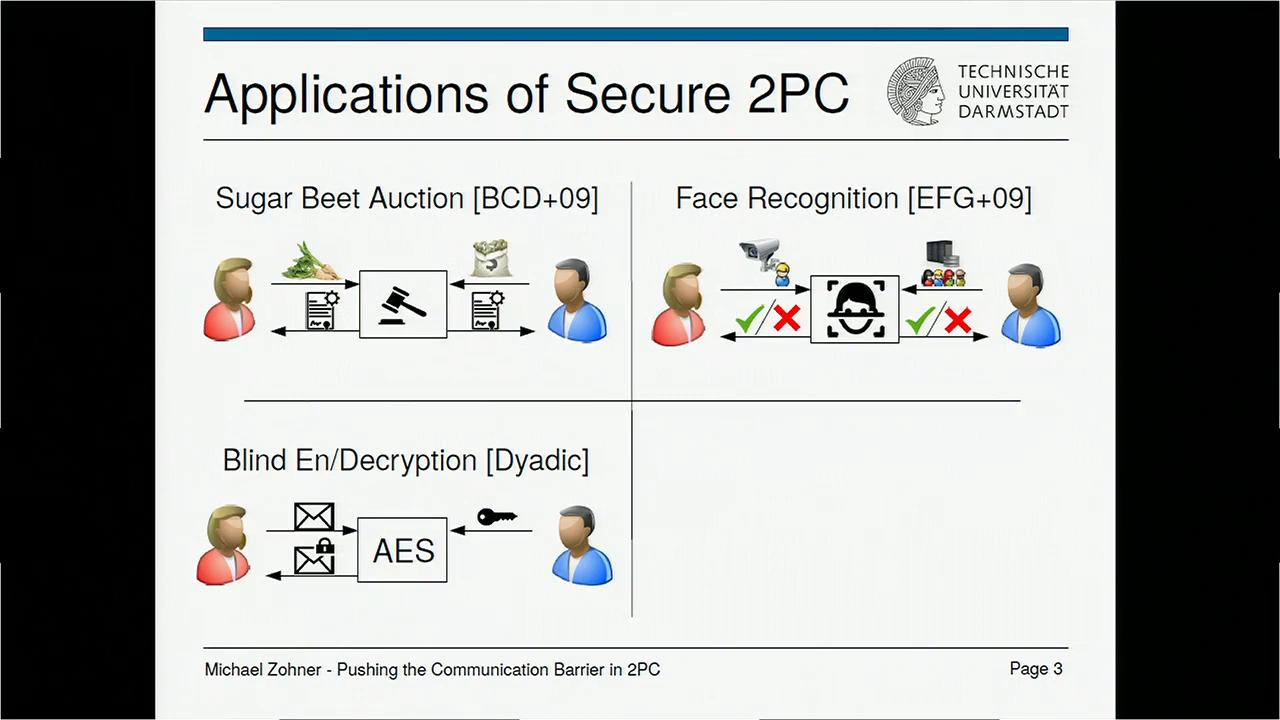 Applications of Secure 2PC
TECHNISCHE
UNIVERSITÄT
DARMSTADT
Sugar Beet Auction [BCD+09]
Face Recognition [EFG+09]
Blind En/Decryption [Dyadic]
AES
Michael Zohner - Pushing the Communication Barrier in 2PC
Page 3